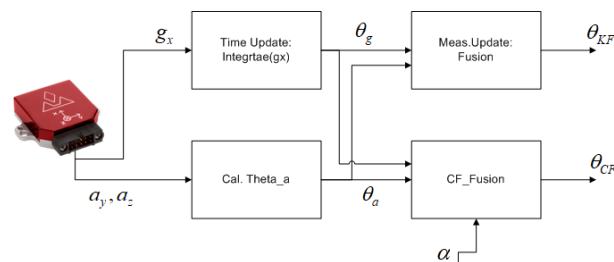 g_x
Time Update:
Integrtae(gx)
θ_g
Meas.Update:
Fusion
θ_KF
a_y, a_z
Cal. Theta_a
θ_a
CF_Fusion
θ_CF
α